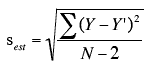 s_est = √(∑(Y – Y')² / (N – 2))